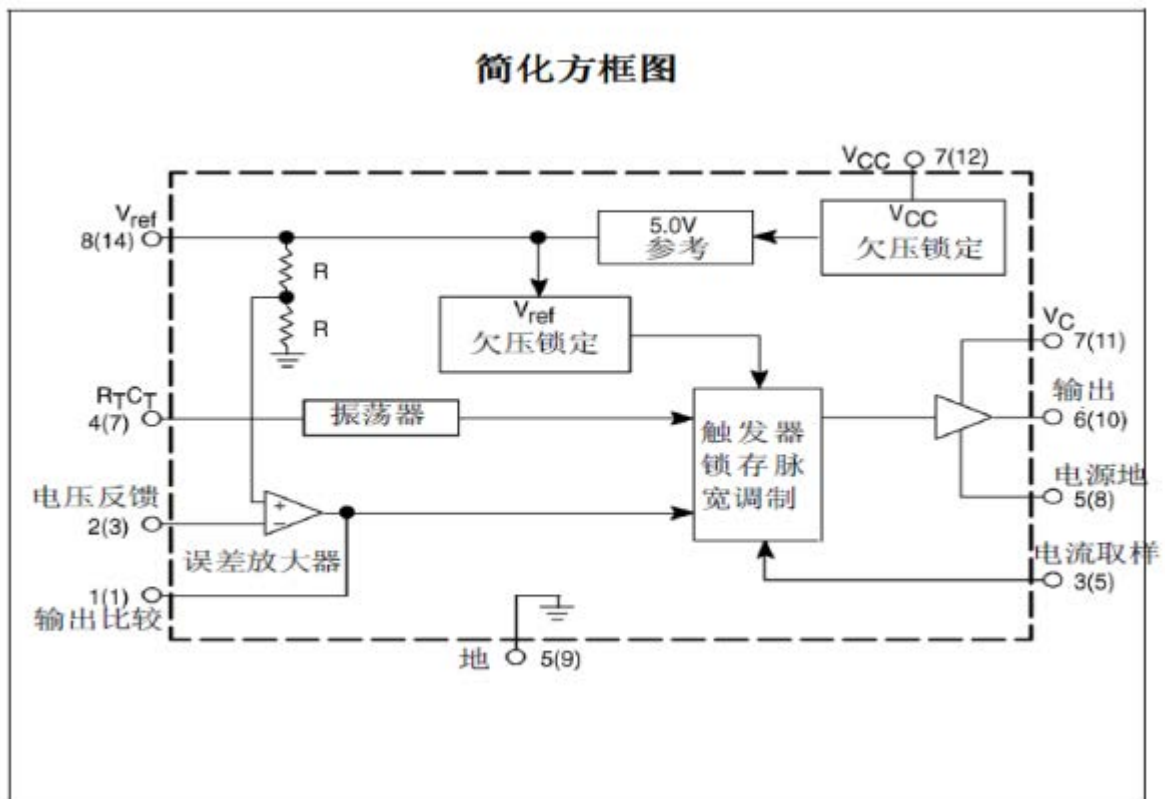 简化方框图
VCC 7(12)
Vref
8(14)
R
R
5.0V
参考
VCC
欠压锁定
Vref
欠压锁定
VC
7(11)
RTCT
4(7)
振荡器
触发器
锁存脉
宽调制
输出
6(10)
电源地
5(8)
电压反馈
2(3)
+
−
误差放大器
电流取样
3(5)
1(1)
输出比较
地 5(9)